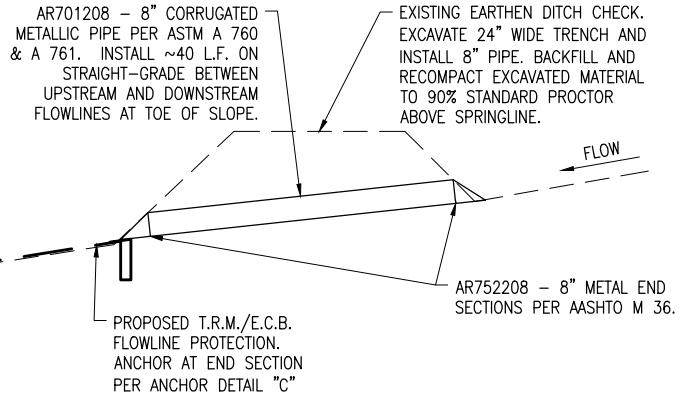 AR701208 – 8" CORRUGATED
METALLIC PIPE PER ASTM A 760
& A 761. INSTALL ~40 L.F. ON
STRAIGHT-GRADE BETWEEN
UPSTREAM AND DOWNSTREAM
FLOWLINES AT TOE OF SLOPE.
EXISTING EARTHEN DITCH CHECK.
EXCAVATE 24" WIDE TRENCH AND
INSTALL 8" PIPE. BACKFILL AND
RECOMPACT EXCAVATED MATERIAL
TO 90% STANDARD PROCTOR
ABOVE SPRINGLINE.
FLOW
AR752208 – 8" METAL END
SECTIONS PER AASHTO M 36.
PROPOSED T.R.M./E.C.B.
FLOWLINE PROTECTION.
ANCHOR AT END SECTION
PER ANCHOR DETAIL "C"